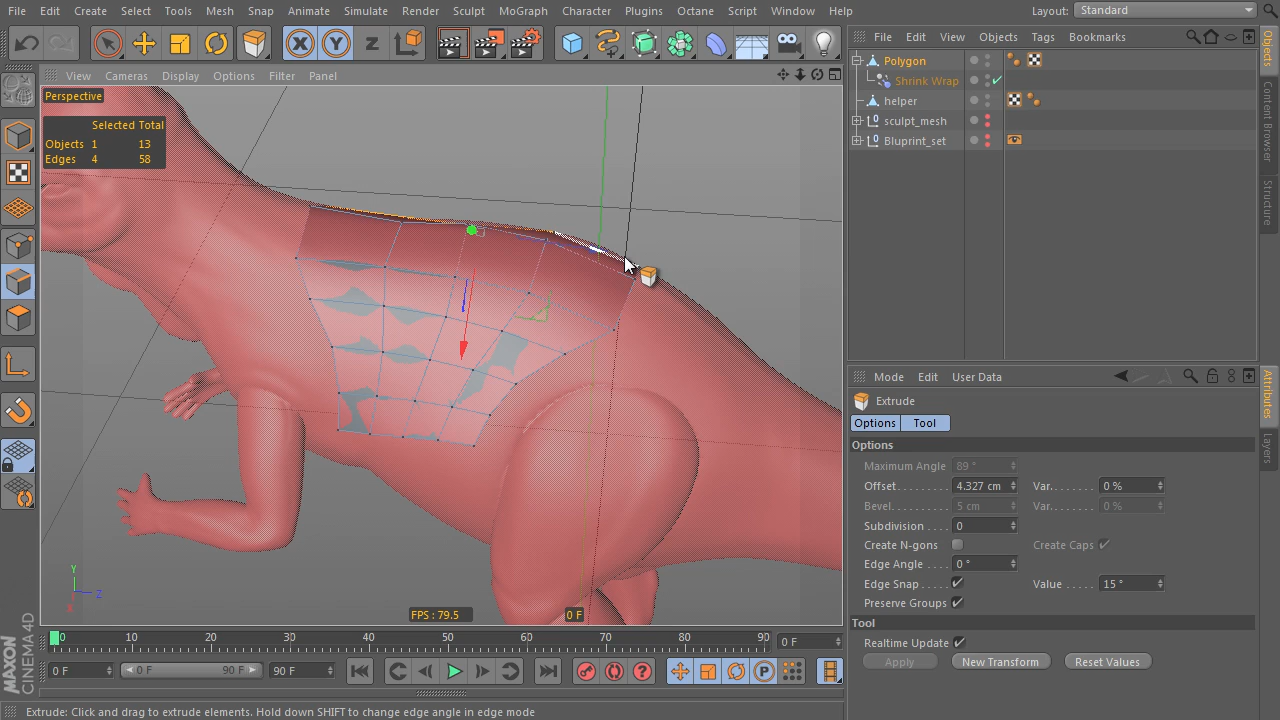 File Edit Create Select Tools Mesh Snap Animate Simulate Render Sculpt MoGraph Character Plugins Octane Script Window Help
Layout: Standard
File Edit View Objects Tags Bookmarks
View Cameras Display Options Filter Panel
Perspective
Selected Total
Objects 1 13
Edges 4 58
Polygon
Shrink Wrap
helper
sculpt_mesh
Bluprint_set
Objects
Content Browser
Structure
Mode Edit User Data
Extrude
Options Tool
Options
Maximum Angle 89 °
Offset 4.327 cm Var. 0 %
Bevel 5 cm Var. 0 %
Subdivision 0
Create N-gons Create Caps
Edge Angle 0 °
Edge Snap Value 15 °
Preserve Groups
Tool
Realtime Update
Apply New Transform Reset Values
Attributes
Layers
Y
Z
X
FPS : 79.5
0 F
0 10 20 30 40 50 60 70 80 90 0 F
0 F 0 F 90 F 90 F
MAXON
CINEMA 4D
Extrude: Click and drag to extrude elements. Hold down SHIFT to change edge angle in edge mode